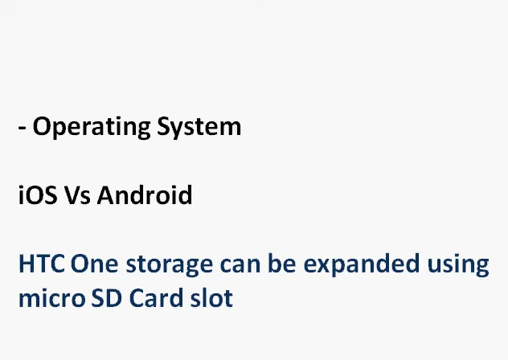 - Operating System
iOS Vs Android
HTC One storage can be expanded using
micro SD Card slot